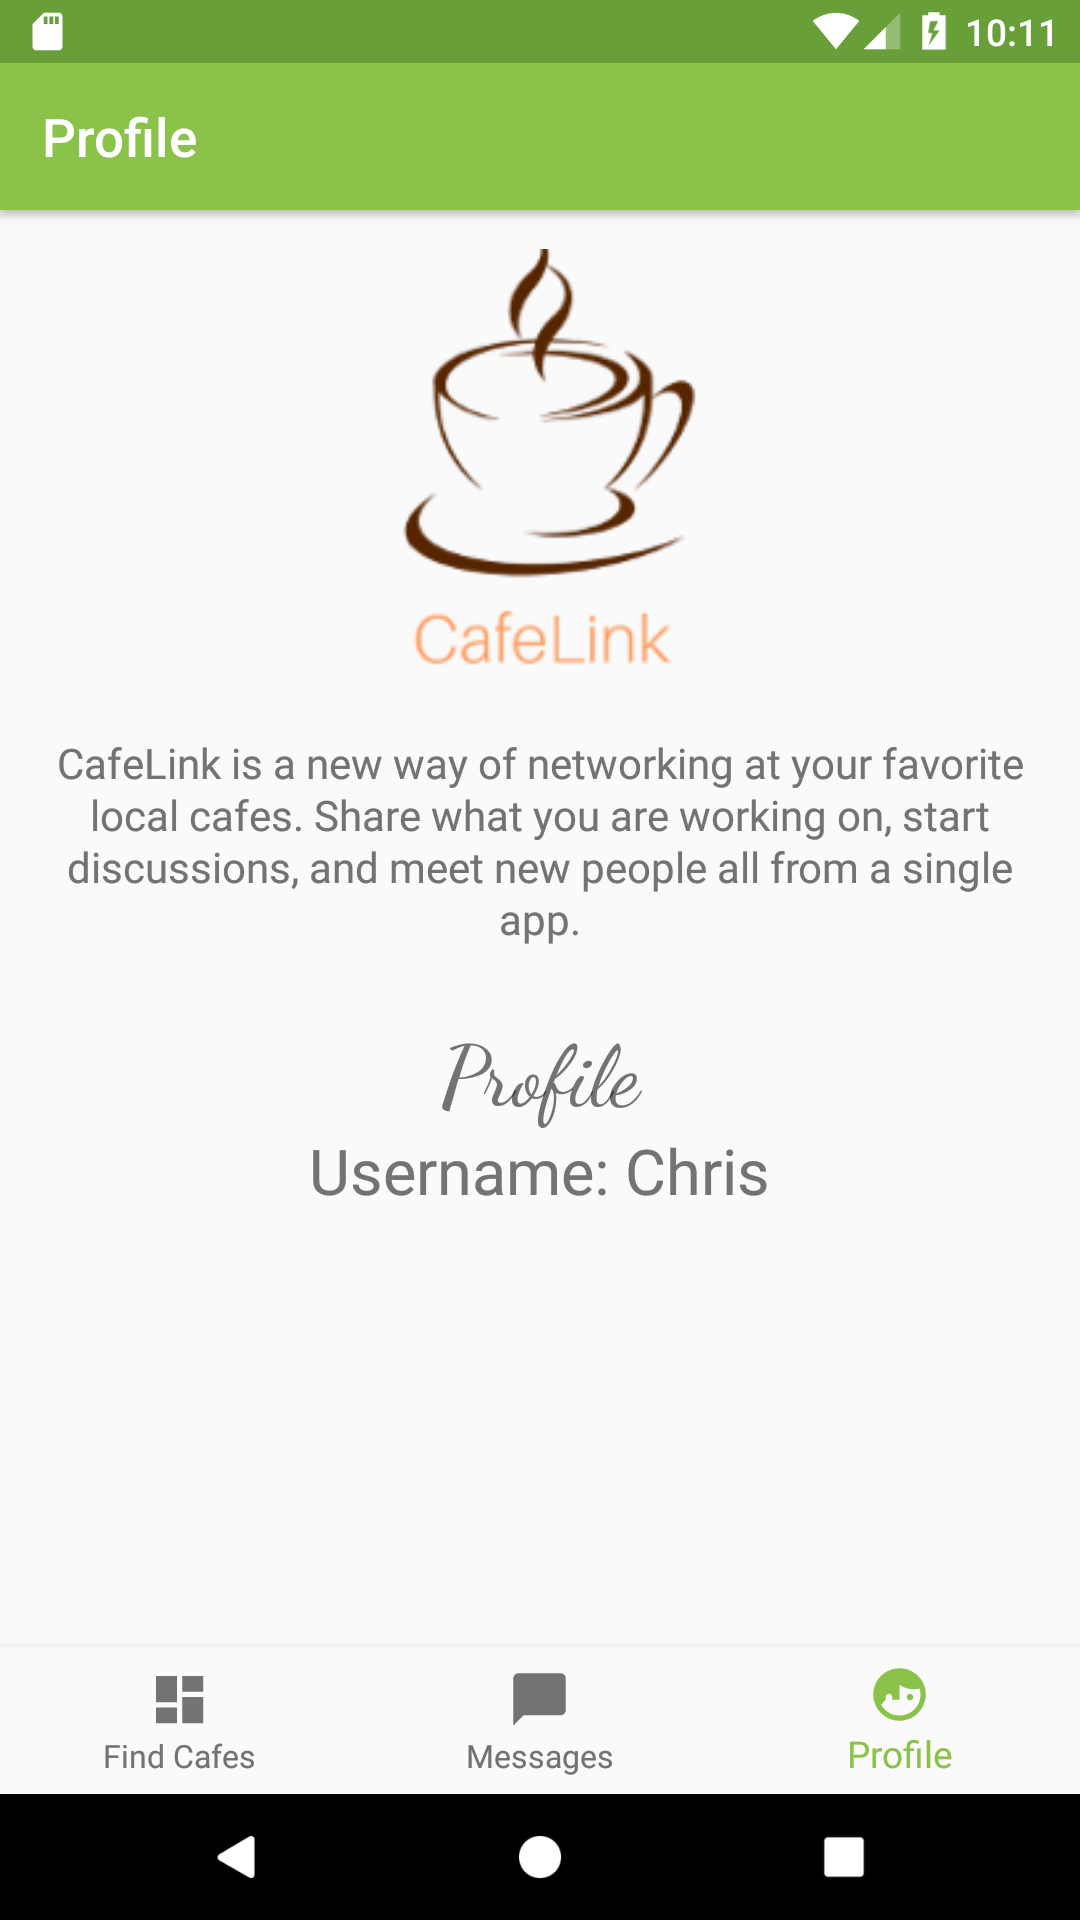 10:11
Profile
CafeLink
CafeLink is a new way of networking at your favorite
local cafes. Share what you are working on, start
discussions, and meet new people all from a single
app.
Profile
Username: Chris
Find Cafes
Messages
Profile